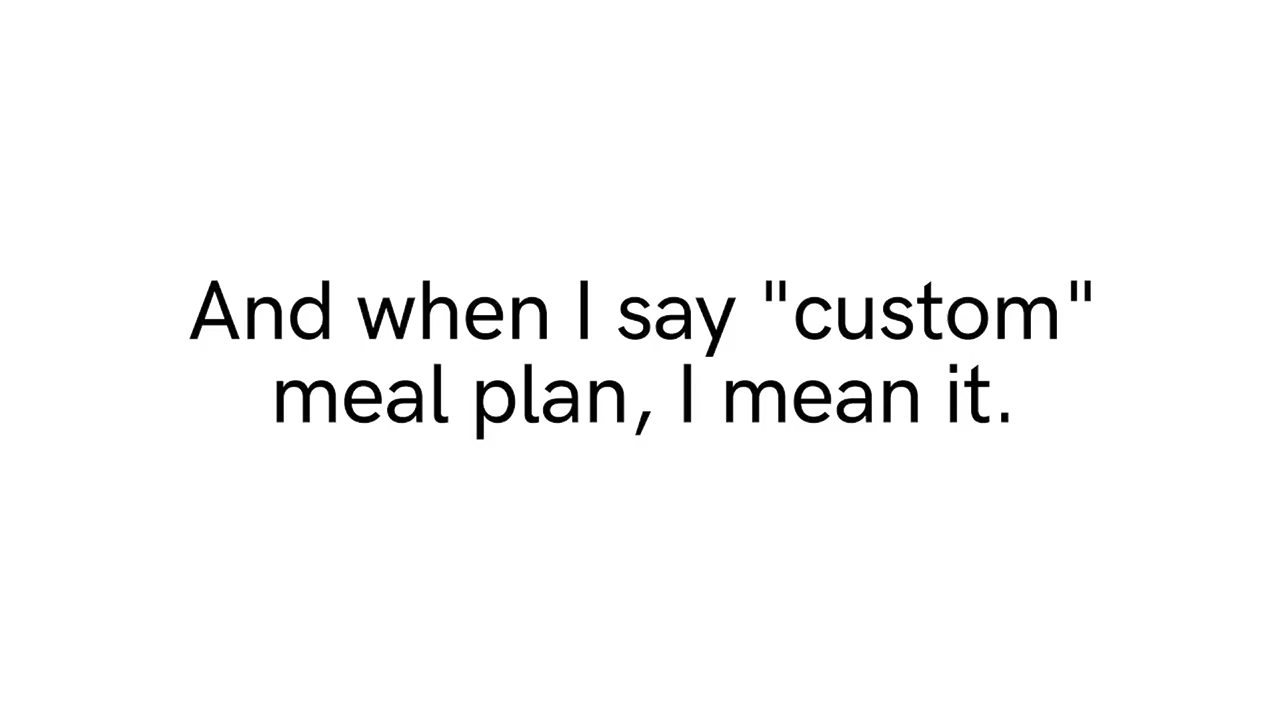 And when I say "custom"
meal plan, I mean it.